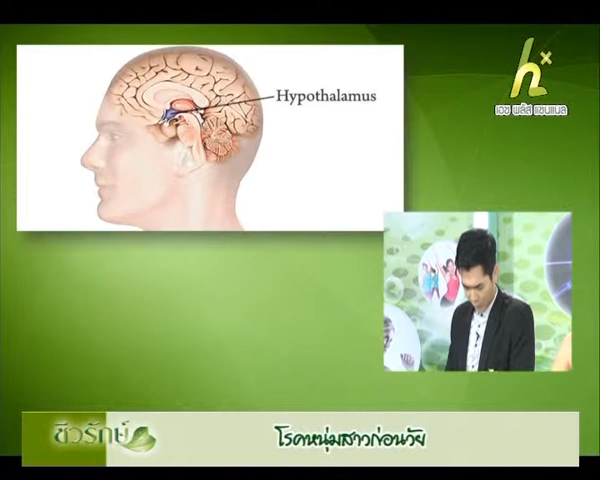 Hypothalamus
h+
เอช พลัส แชนแนล
ชีวรักษ์
โรคหนุ่มสาวก่อนวัย